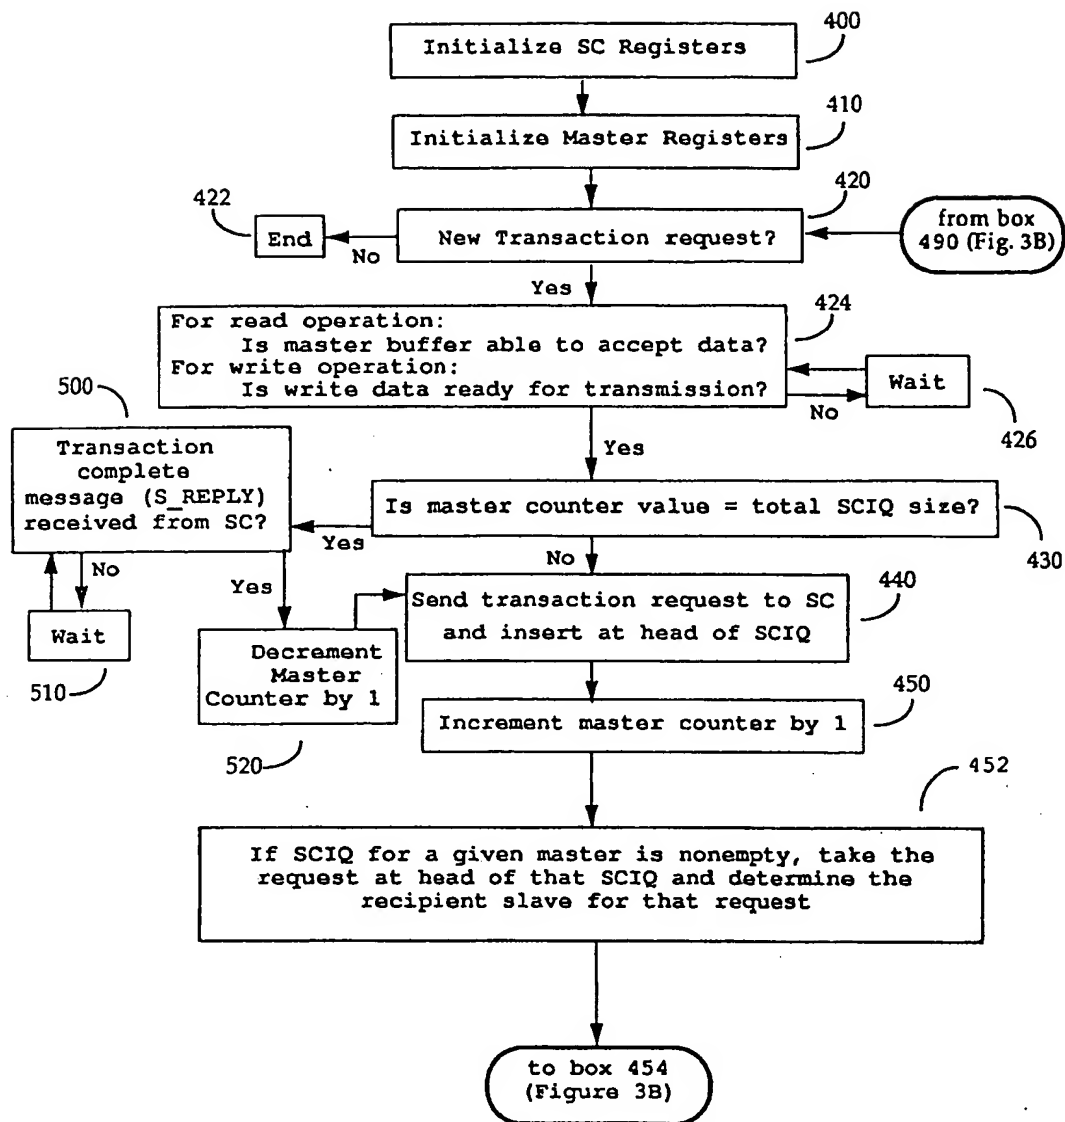 400
Initialize SC Registers
410
Initialize Master Registers
420
422
from box
490 (Fig. 3B)
End
No
New Transaction request?
Yes
424
For read operation:
Is master buffer able to accept data?
For write operation:
Is write data ready for transmission?
No
Wait
426
500
Transaction
complete
message (S_REPLY)
received from SC?
Yes
Is master counter value = total SCIQ size?
430
Yes
No
No
Wait
510
Yes
440
Send transaction request to SC
and insert at head of SCIQ
Decrement
Master
Counter by 1
520
450
Increment master counter by 1
452
If SCIQ for a given master is nonempty, take the
request at head of that SCIQ and determine the
recipient slave for that request
to box 454
(Figure 3B)